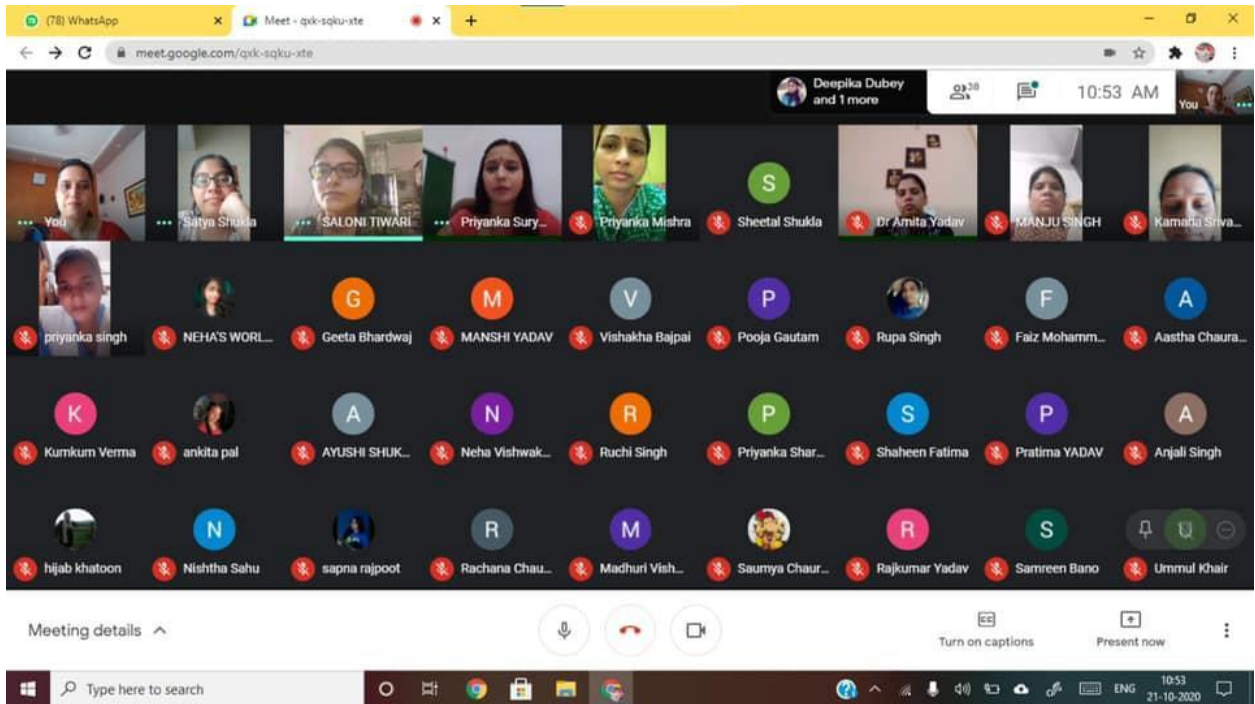 (78) WhatsApp
Meet - qxk-sqku-xte
meet.google.com/qxk-sqku-xte
Deepika Dubey
and 1 more
38
10:53 AM
You
You
Satya Shukla
SALONI TIWARI
Priyanka Sury...
Priyanka Mishra
S
Sheetal Shukla
Dr Amita Yadav
MANJU SINGH
Kamana Sriva...
priyanka singh
NEHA'S WORL...
G
Geeta Bhardwaj
M
MANSHI YADAV
V
Vishakha Bajpai
P
Pooja Gautam
Rupa Singh
F
Faiz Mohamm...
A
Aastha Chaura...
K
Kumkum Verma
ankita pal
A
AYUSHI SHUK...
N
Neha Vishwak...
R
Ruchi Singh
P
Priyanka Shar...
S
Shaheen Fatima
P
Pratima YADAV
A
Anjali Singh
hijab khatoon
N
Nishtha Sahu
sapna rajpoot
R
Rachana Chau...
M
Madhuri Vish...
Saumya Chaur...
R
Rajkumar Yadav
S
Samreen Bano
U
Ummul Khair
Meeting details
CC
Turn on captions
Present now
Type here to search
ENG
10:53
21-10-2020